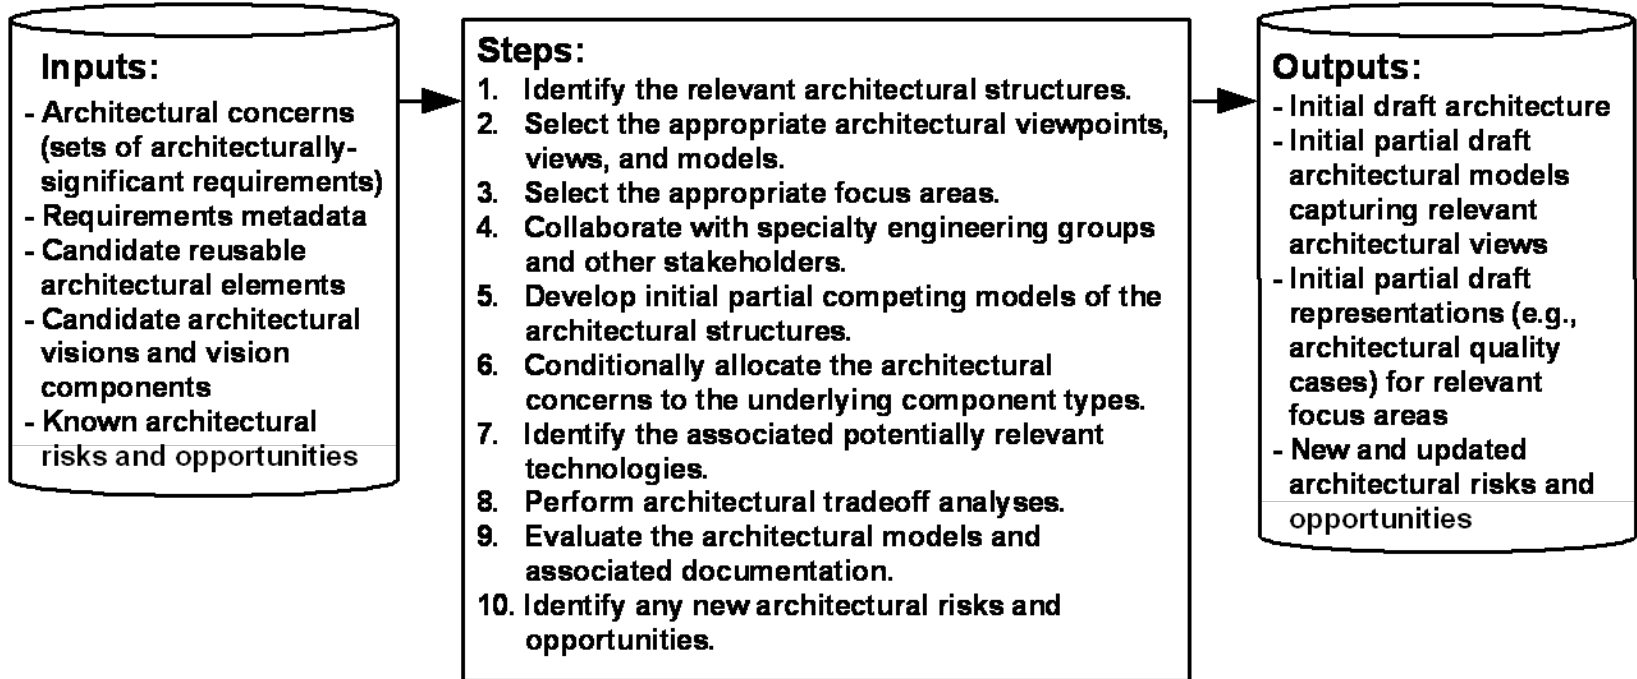 Inputs:
- Architectural concerns
(sets of architecturally-
significant requirements)
- Requirements metadata
- Candidate reusable
architectural elements
- Candidate architectural
visions and vision
components
- Known architectural
risks and opportunities
Steps:
1. Identify the relevant architectural structures.
2. Select the appropriate architectural viewpoints,
views, and models.
3. Select the appropriate focus areas.
4. Collaborate with specialty engineering groups
and other stakeholders.
5. Develop initial partial competing models of the
architectural structures.
6. Conditionally allocate the architectural
concerns to the underlying component types.
7. Identify the associated potentially relevant
technologies.
8. Perform architectural tradeoff analyses.
9. Evaluate the architectural models and
associated documentation.
10. Identify any new architectural risks and
opportunities.
Outputs:
- Initial draft architecture
- Initial partial draft
architectural models
capturing relevant
architectural views
- Initial partial draft
representations (e.g.,
architectural quality
cases) for relevant
focus areas
- New and updated
architectural risks and
opportunities